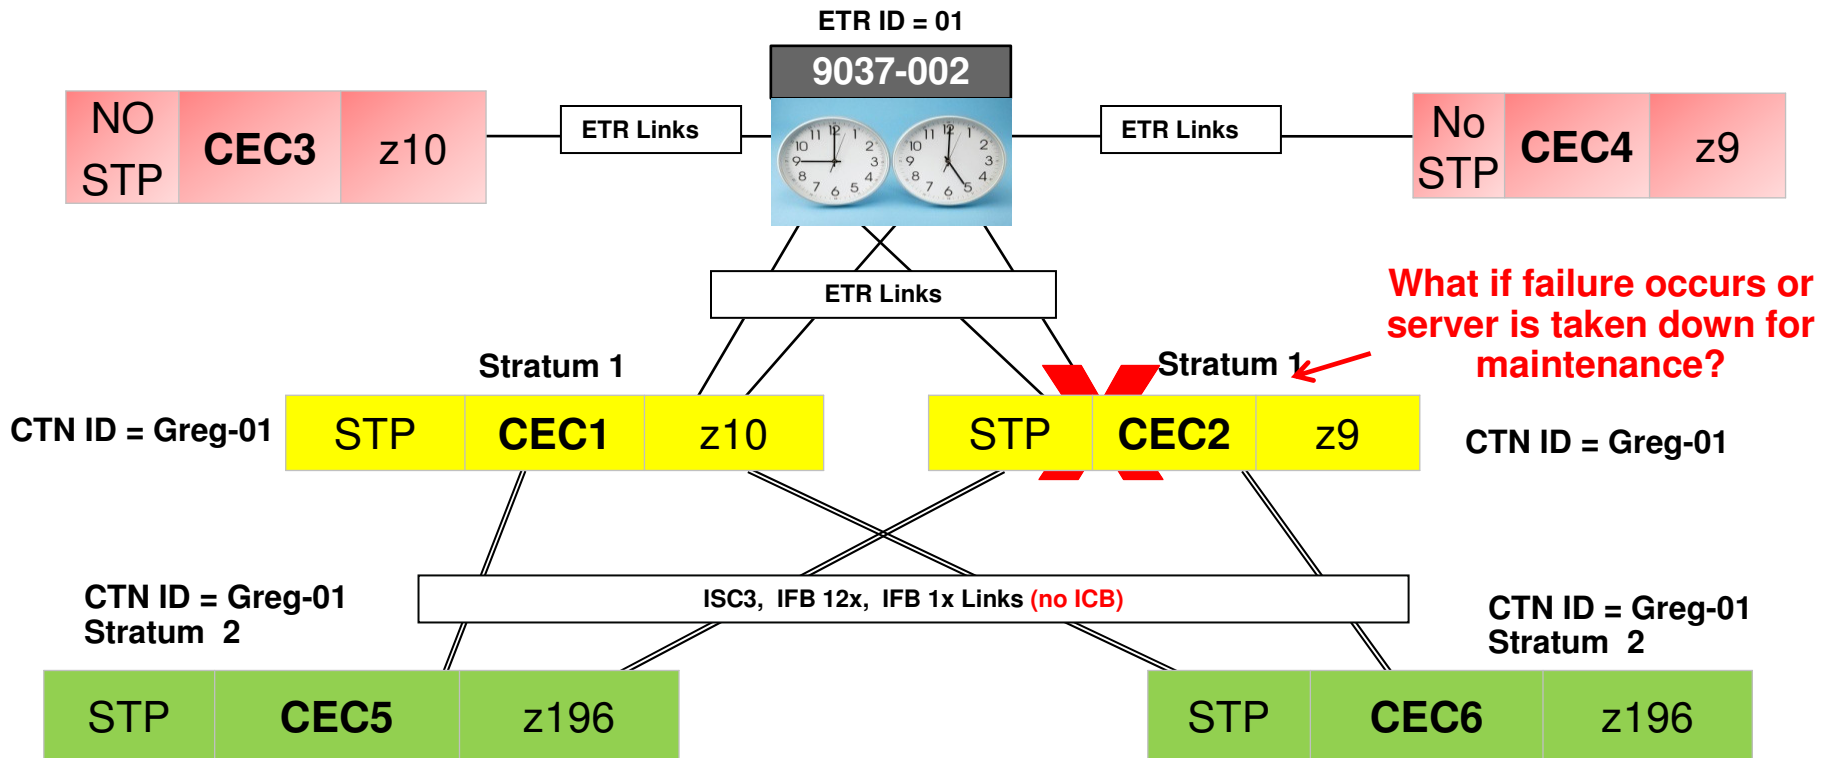 ETR ID = 01
9037-002
NO
STP
CEC3
z10
ETR Links
ETR Links
No
STP
CEC4
z9
ETR Links
What if failure occurs or
server is taken down for
maintenance?
Stratum 1
Stratum 1
CTN ID = Greg-01
STP
CEC1
z10
STP
CEC2
z9
CTN ID = Greg-01
ISC3, IFB 12x, IFB 1x Links (no ICB)
CTN ID = Greg-01
Stratum 2
CTN ID = Greg-01
Stratum 2
STP
CEC5
z196
STP
CEC6
z196